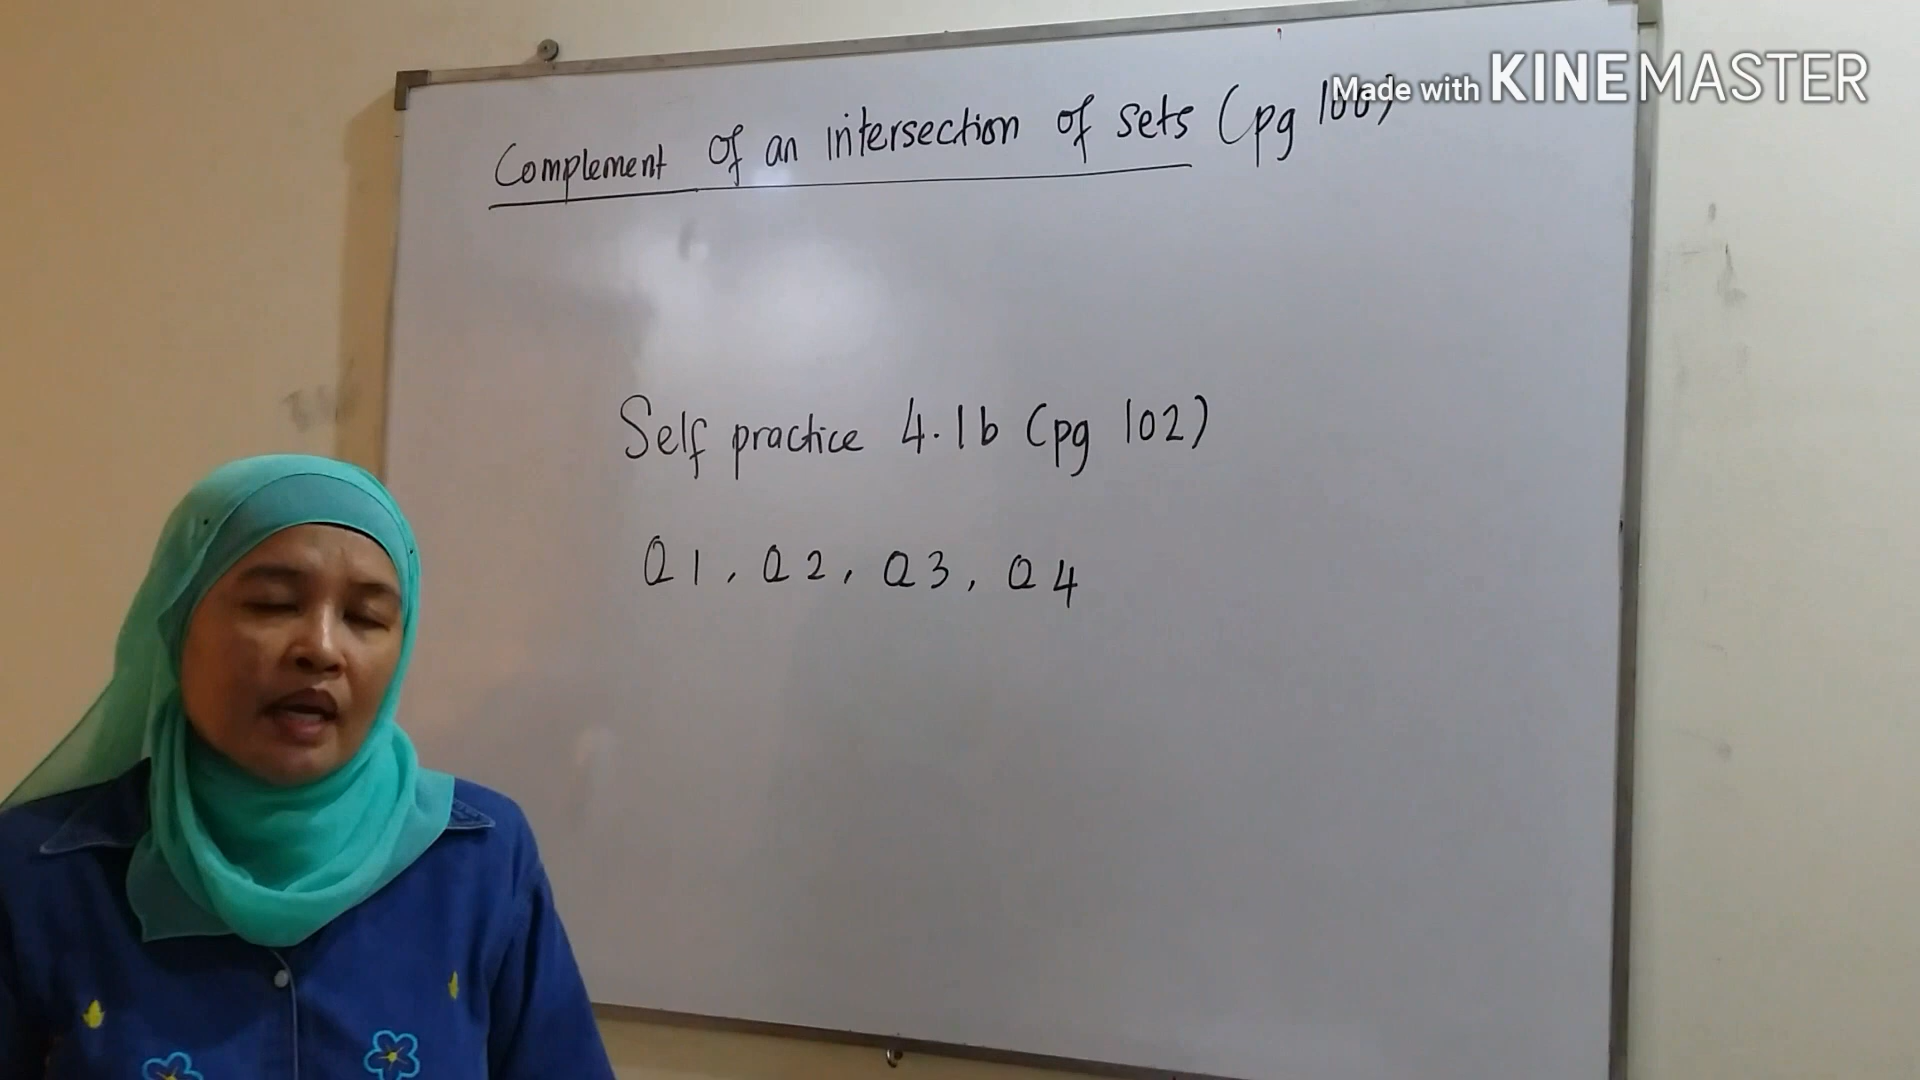 Made with KINEMASTER
Complement of an intersection of sets (pg 100)
Self practice 4.1b (pg 102)
Q1, Q2, Q3, Q4